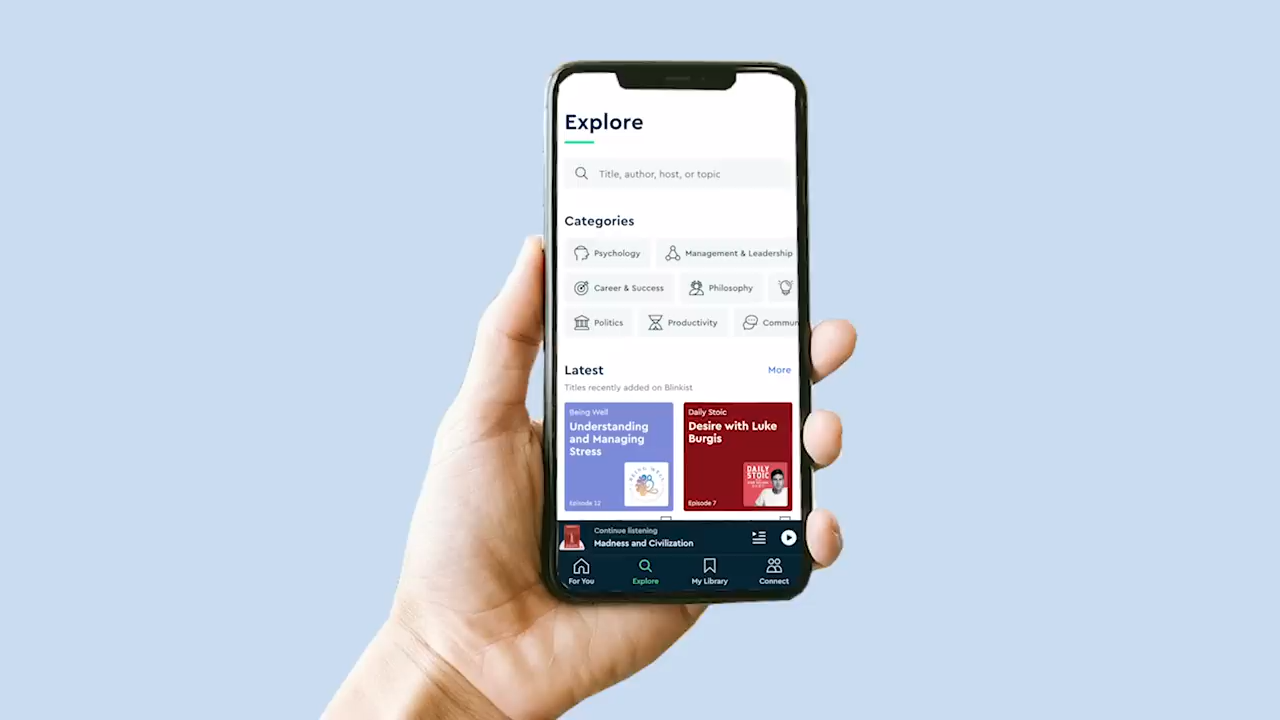 Explore
Title, author, host, or topic
Categories
Psychology
Management & Leadership
Career & Success
Philosophy
Politics
Productivity
Commun
Latest
More
Titles recently added on Blinkist
Being Well
Understanding
and Managing
Stress
Episode 12
Daily Stoic
Desire with Luke
Burgis
DAILY
STOIC
Episode 7
Continue listening
Madness and Civilization
For You
Explore
My Library
Connect